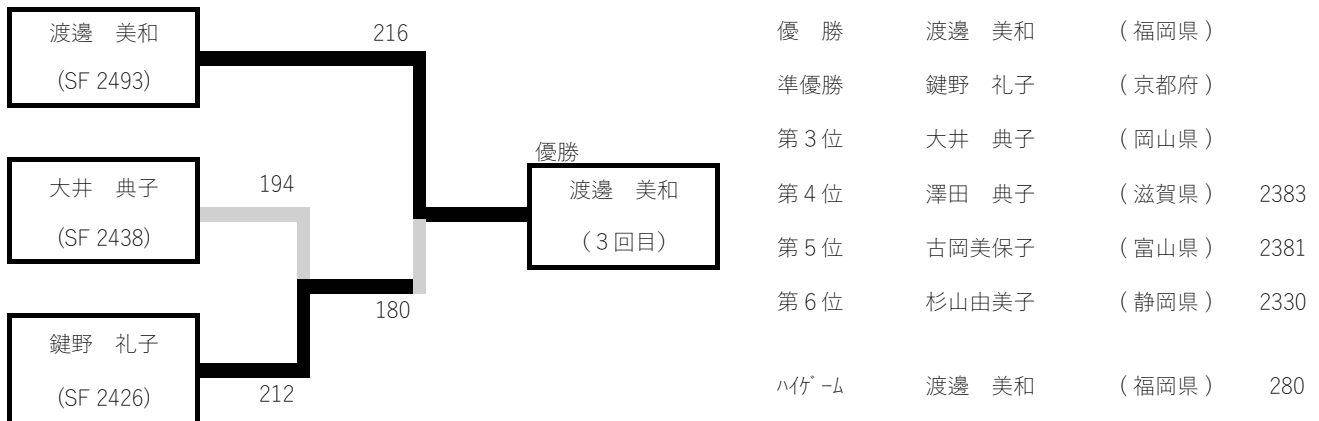 渡邊　美和
(SF 2493)
216
大井　典子
(SF 2438)
194
鍵野　礼子
(SF 2426)
212
180
優勝
渡邊　美和
（３回目）
優　勝　渡邊　美和　（福岡県）
準優勝　鍵野　礼子　（京都府）
第３位　大井　典子　（岡山県）
第４位　澤田　典子　（滋賀県）　2383
第５位　古岡美保子　（富山県）　2381
第６位　杉山由美子　（静岡県）　2330
ﾊｲｹﾞｰﾑ　渡邊　美和　（福岡県）　280